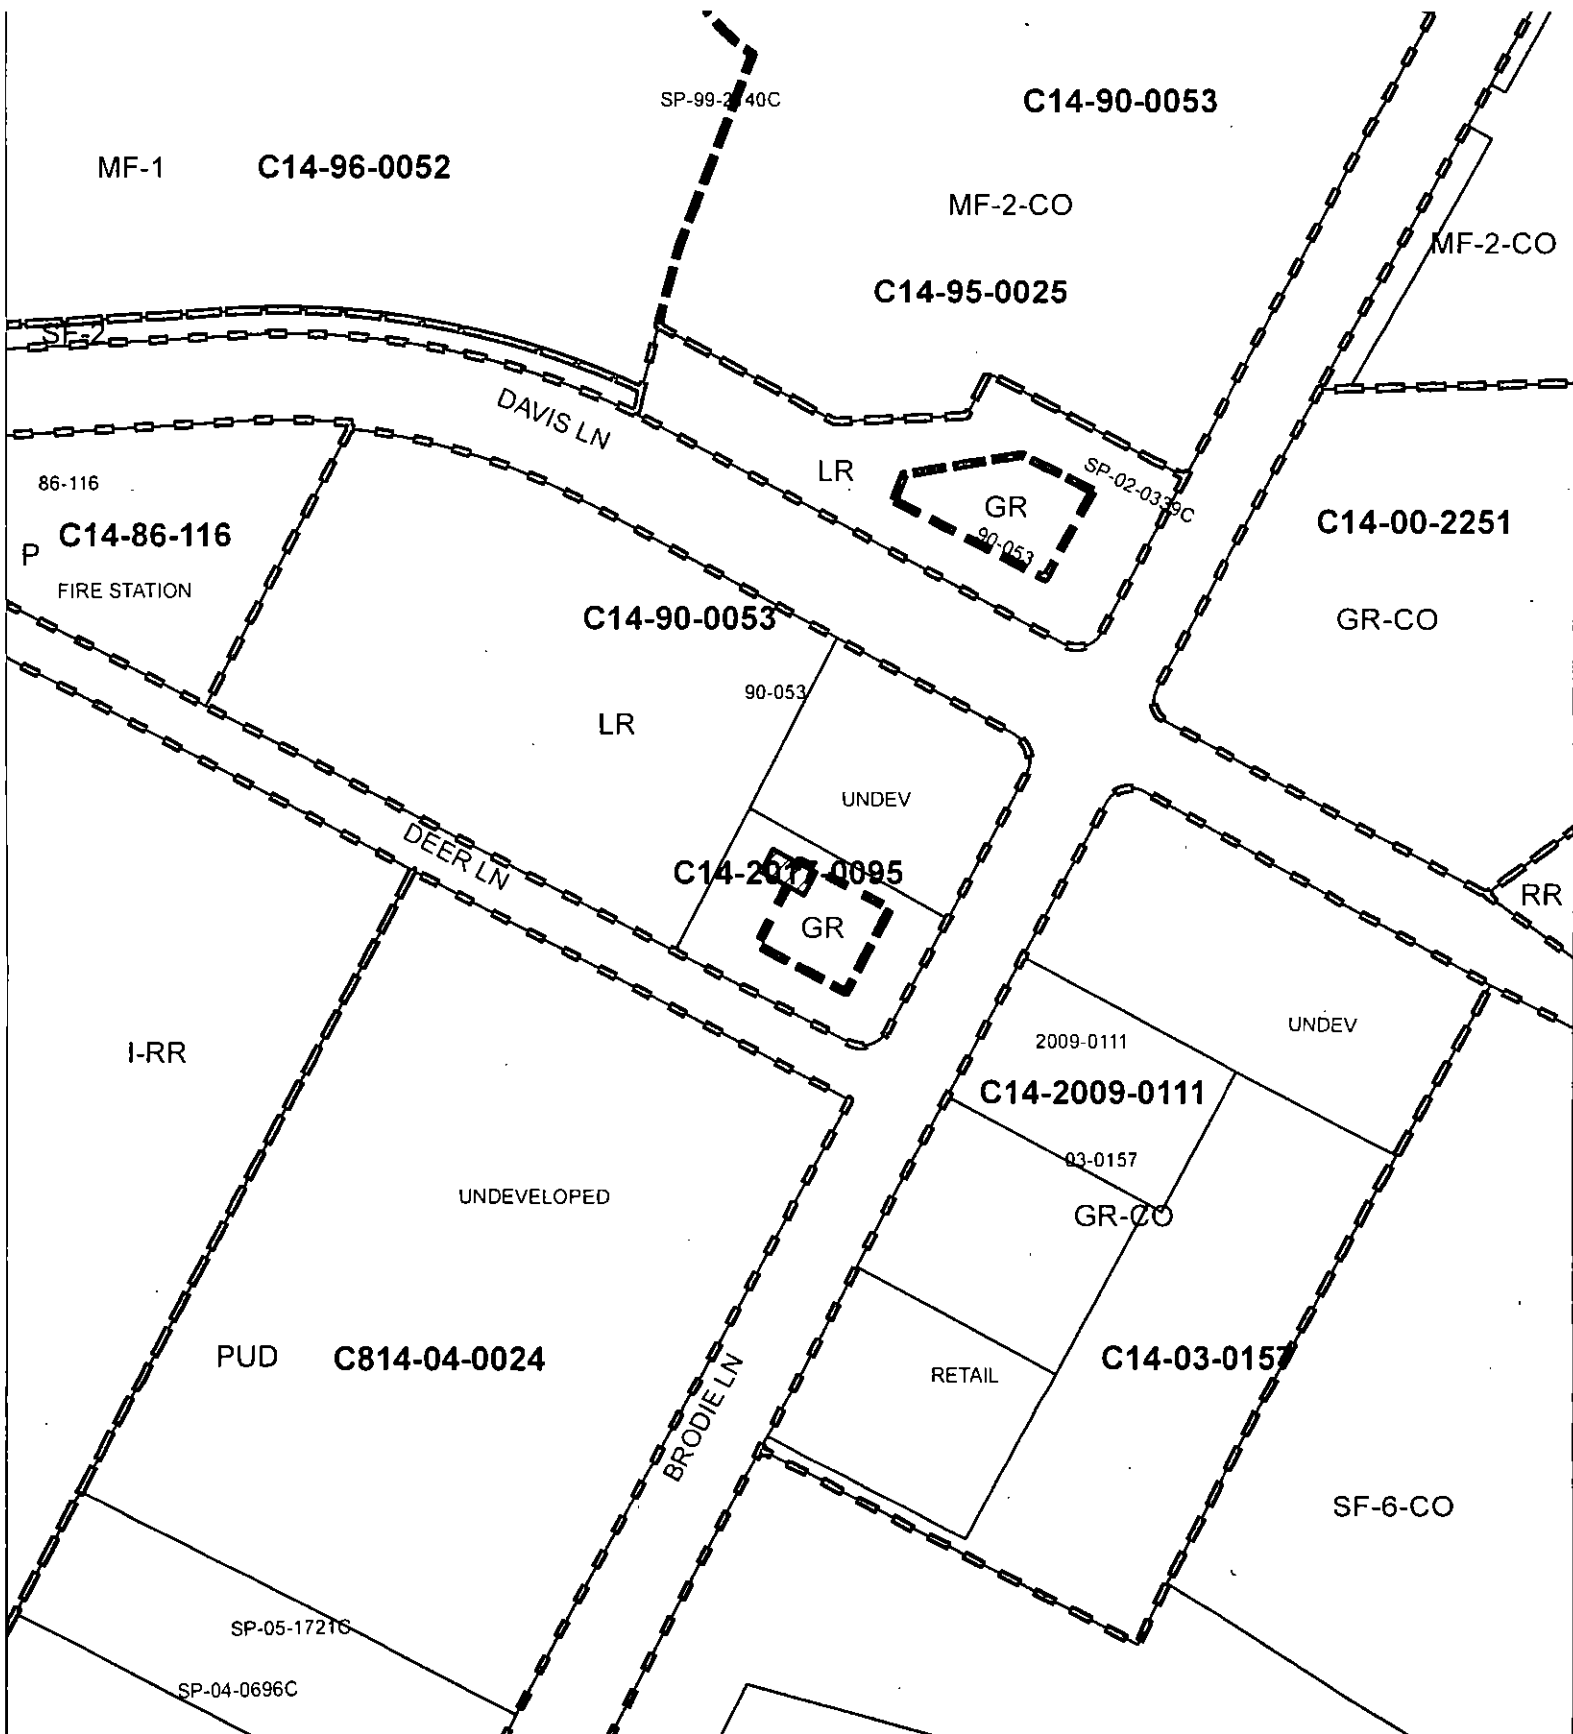 SP-99-2140C
C14-90-0053
MF-1
C14-96-0052
MF-2-CO
MF-2-CO
C14-95-0025
SF-2
DAVIS LN
LR
SP-02-0339C
86-116
GR
C14-00-2251
C14-86-116
90-053
P
FIRE STATION
C14-90-0053
GR-CO
90-053
LR
UNDEV
DEER LN
C14-2017-0095
RR
GR
UNDEV
2009-0111
I-RR
C14-2009-0111
03-0157
UNDEVELOPED
GR-CO
PUD
C814-04-0024
C14-03-0157
RETAIL
BRODIE LN
SF-6-CO
SP-05-1721C
SP-04-0696C